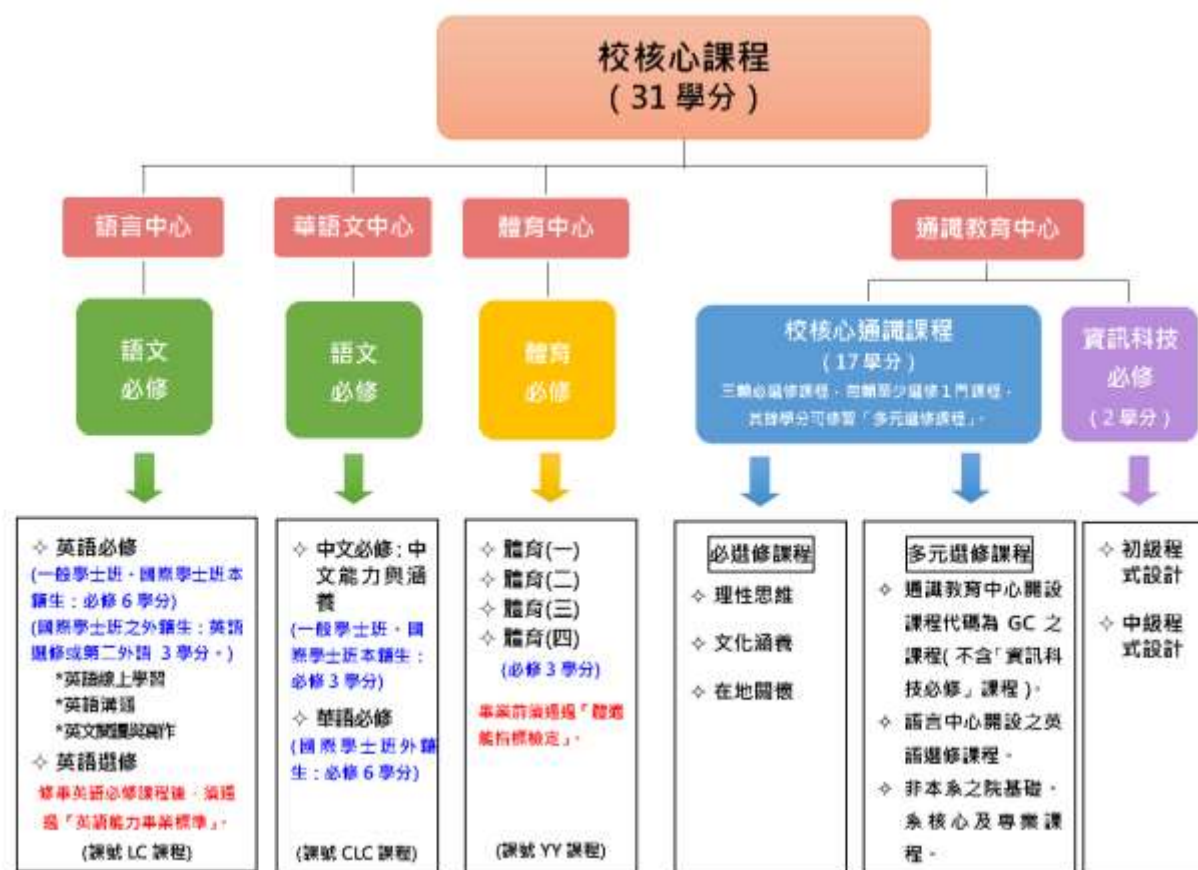 校核心課程
(31 學分)
語言中心
華語文中心
體育中心
通識教育中心
語文
必修
語文
必修
體育
必修
校核心通識課程
(17 學分)
三類必選修課程，每類至少選修1門課程，
其餘學分可修習「多元選修課程」。
資訊科技
必修
(2 學分)
✧ 英語必修
(一般學士班、國際學士班本
籍生：必修 6 學分)
(國際學士班之外籍生：英語
選修或第二外語 3 學分。)
*英語線上學習
*英語溝通
*英文閱讀與寫作
✧ 英語選修
修畢英語必修課程後，須通
過「英語能力畢業標準」。
(課號 LC 課程)
✧ 中文必修：中
文能力與涵
養
(一般學士班、國
際學士班本籍生：
必修 3 學分)
✧ 華語必修
(國際學士班外籍
生：必修 6 學分)
(課號 CLC 課程)
✧ 體育(一)
✧ 體育(二)
✧ 體育(三)
✧ 體育(四)
(必修 3 學分)
畢業前須通過「體適
能指標檢定」。
(課號 YY 課程)
必選修課程
✧ 理性思維
✧ 文化涵養
✧ 在地關懷
多元選修課程
✧ 通識教育中心開設
課程代碼為 GC 之
課程(不含「資訊科
技必修」課程)。
✧ 語言中心開設之英
語選修課程。
✧ 非本系之院基礎、
系核心及專業課
程。
✧ 初級程
式設計
✧ 中級程
式設計